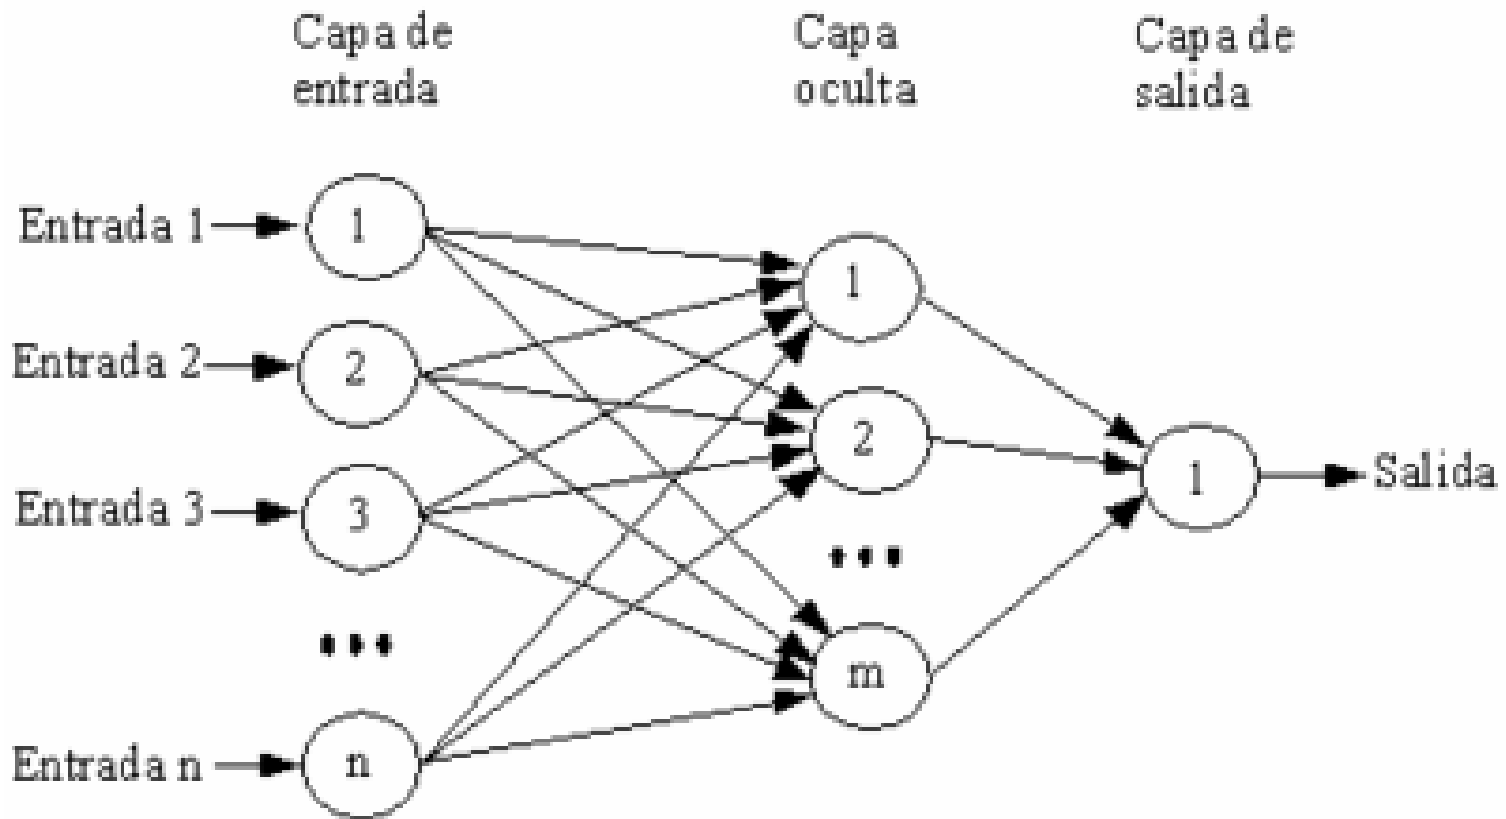 Capa de
entrada
Capa
oculta
Capa de
salida
Entrada 1
1
Entrada 2
2
Entrada 3
3
...
Entrada n
n
1
2
...
m
1
Salida